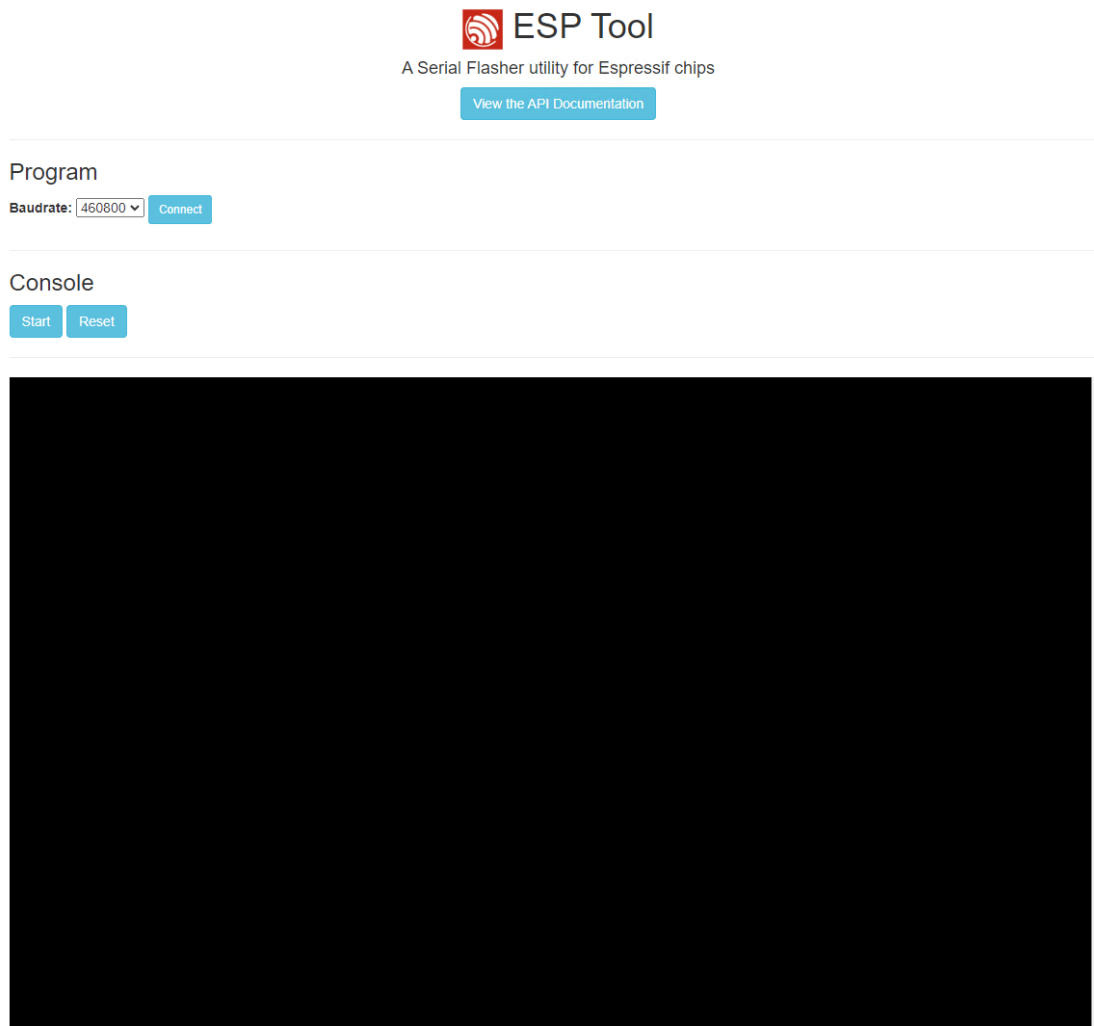 ESP Tool
A Serial Flasher utility for Espressif chips
View the API Documentation
Program
Baudrate: 460800 Connect
Console
Start Reset